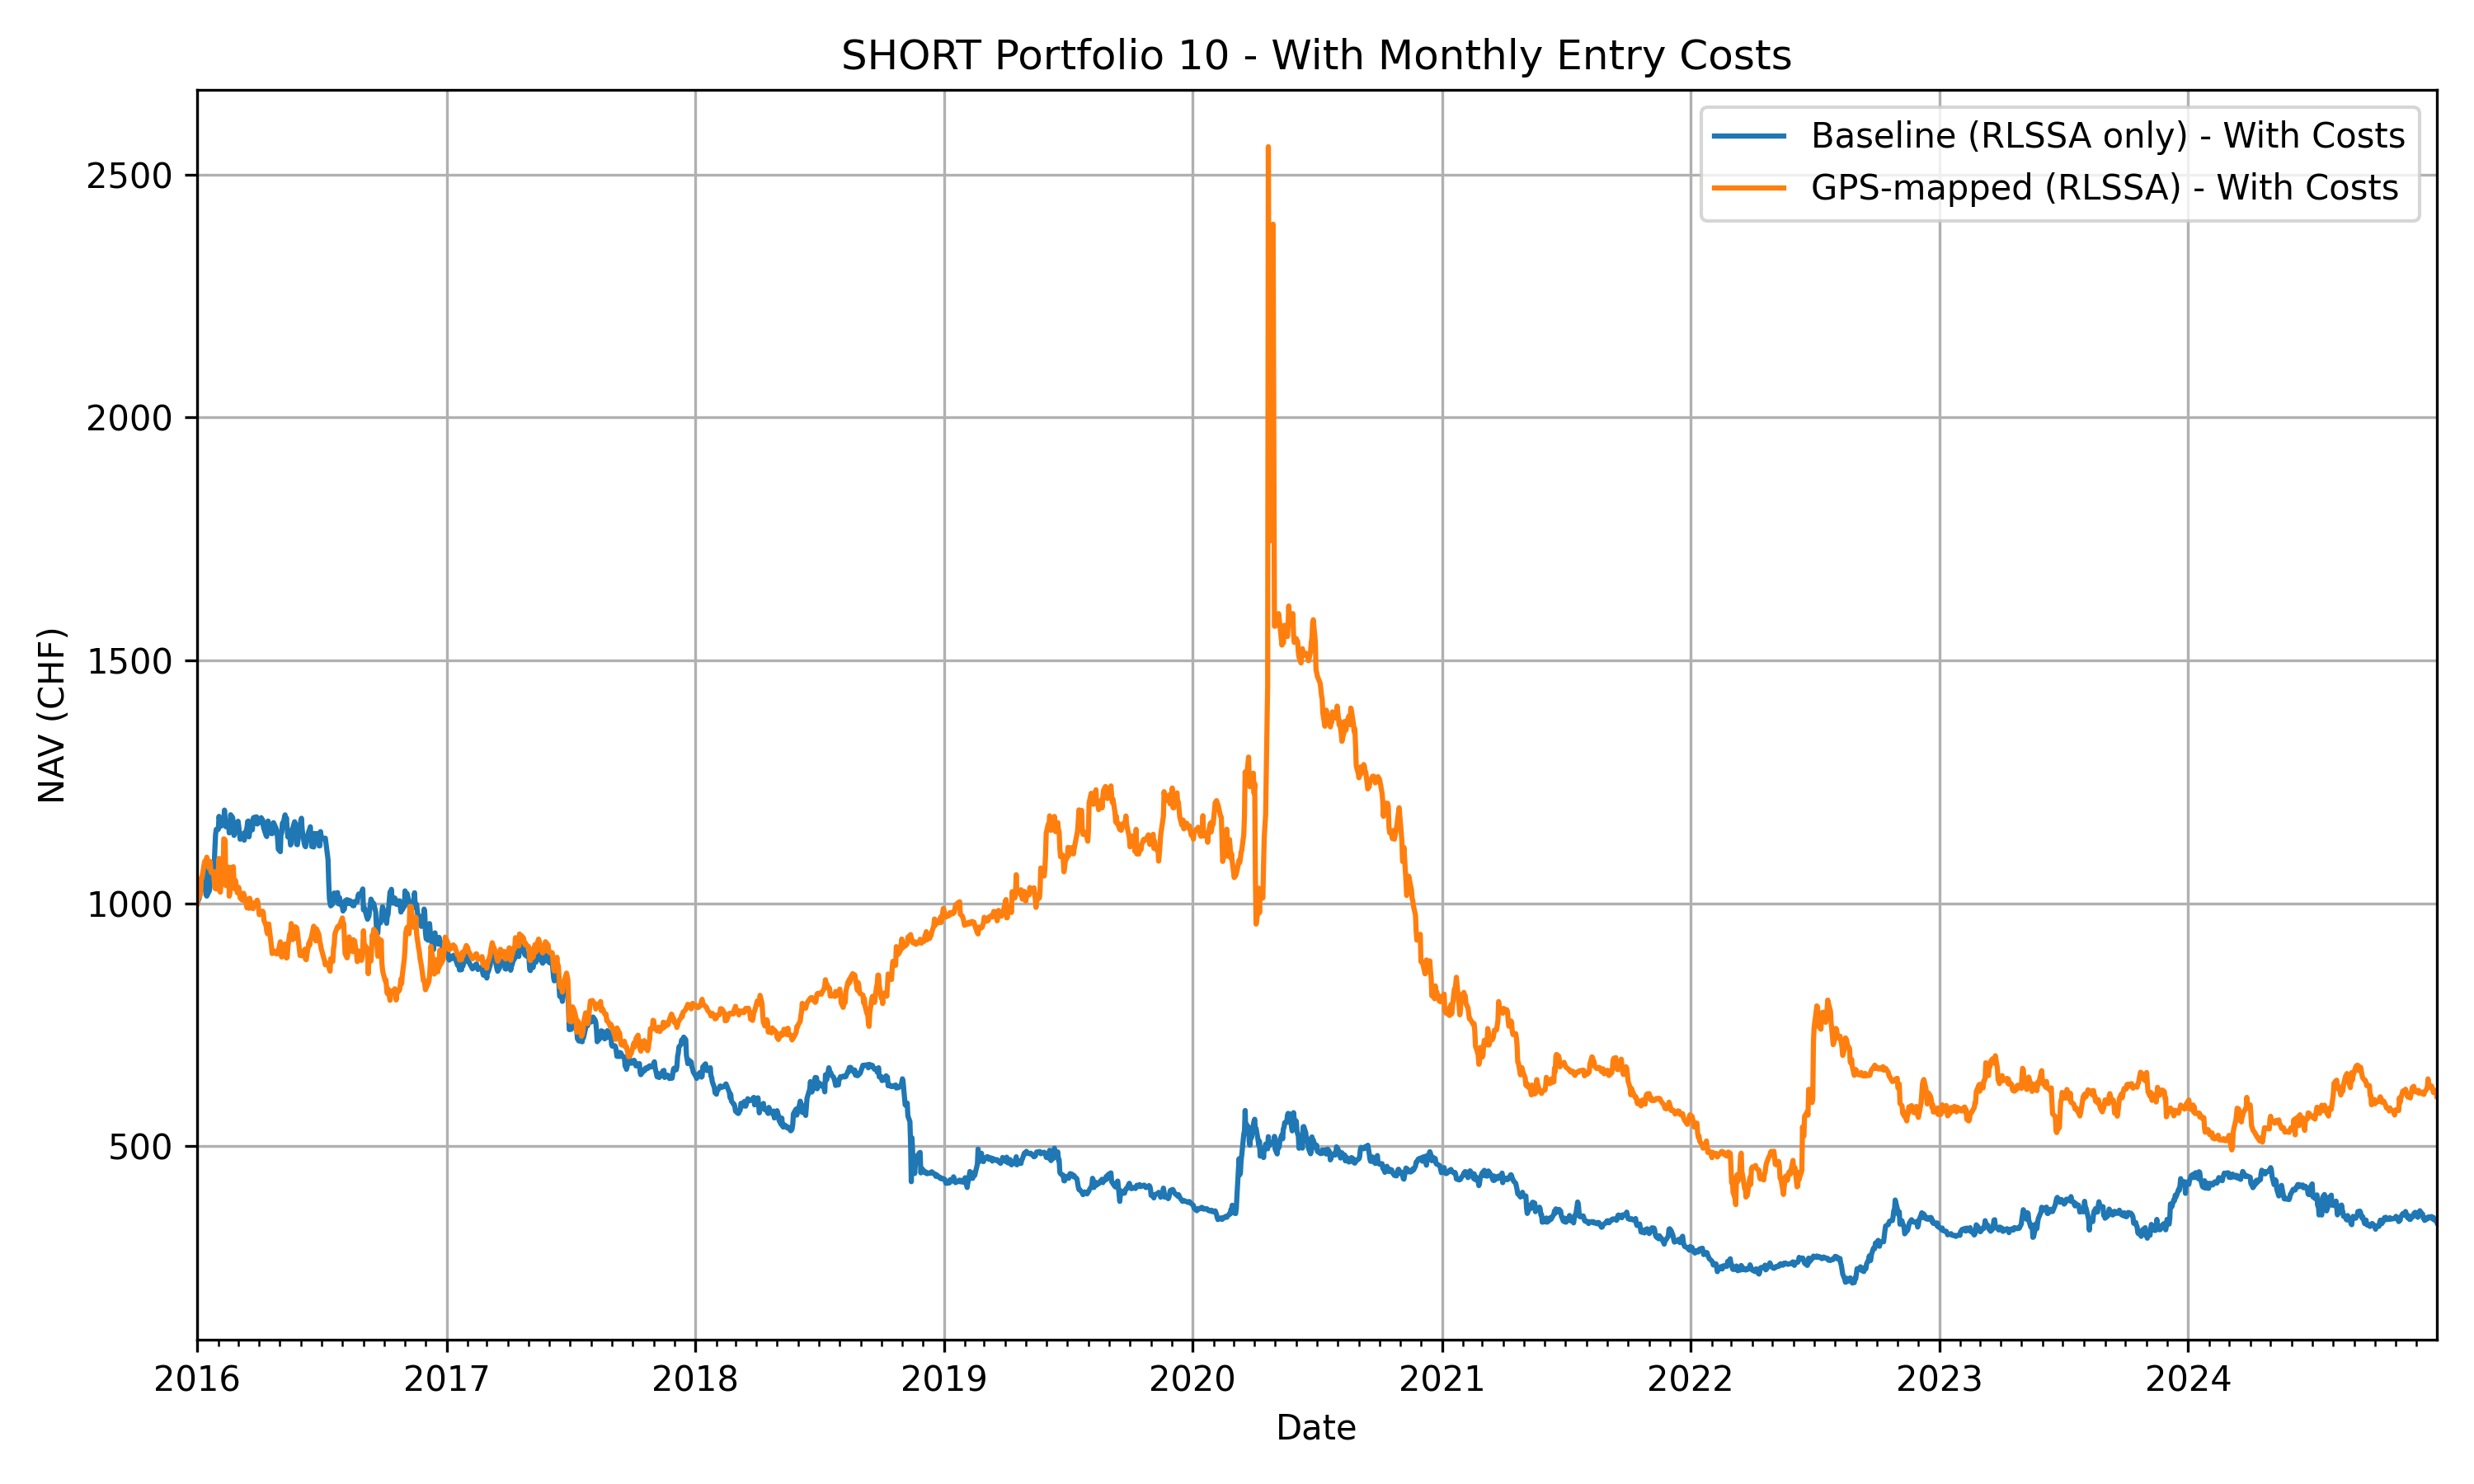 SHORT Portfolio 10 - With Monthly Entry Costs
Baseline (RLSSA only) - With Costs
GPS-mapped (RLSSA) - With Costs
NAV (CHF)
2500
2000
1500
1000
500
2016 2017 2018 2019 2020 2021 2022 2023 2024
Date